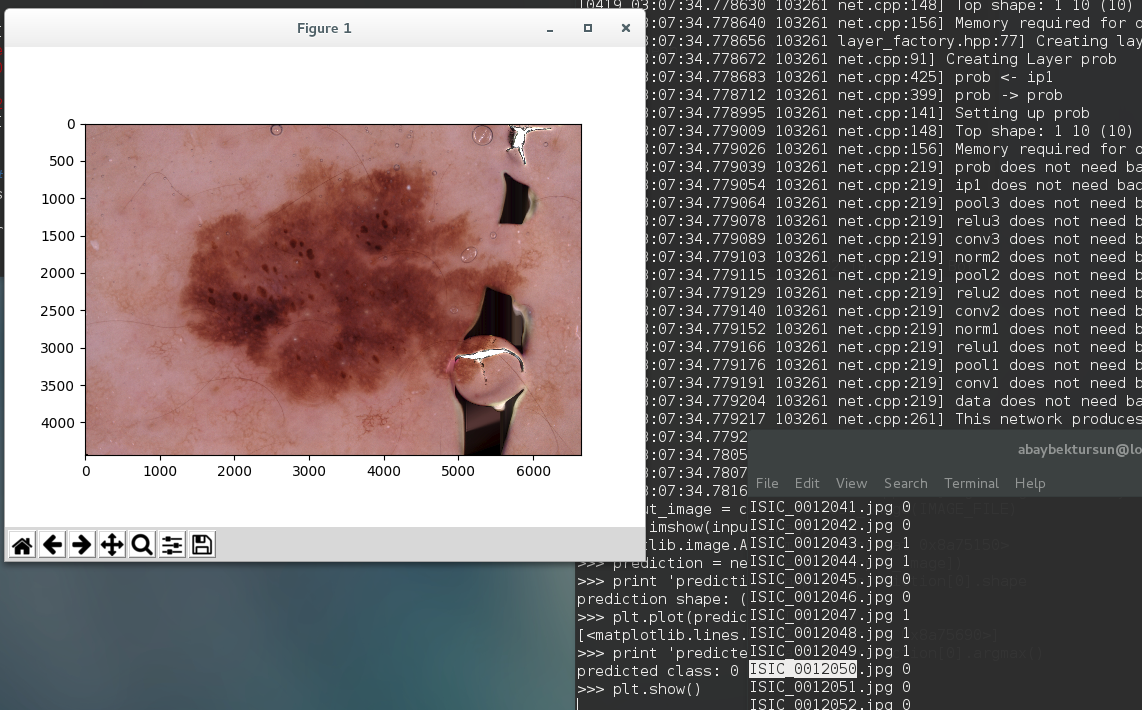 Figure 1
0
500
1000
1500
2000
2500
3000
3500
4000
0 1000 2000 3000 4000 5000 6000
[0419 03:07:34.778630 103261 net.cpp:148] Top shape: 1 10 (10)
:07:34.778640 103261 net.cpp:156] Memory required for
:07:34.778656 103261 layer_factory.hpp:77] Creating lay
:07:34.778672 103261 net.cpp:91] Creating Layer prob
:07:34.778683 103261 net.cpp:425] prob <- ip1
:07:34.778712 103261 net.cpp:399] prob -> prob
:07:34.778995 103261 net.cpp:141] Setting up prob
:07:34.779009 103261 net.cpp:148] Top shape: 1 10 (10)
:07:34.779026 103261 net.cpp:156] Memory required for
:07:34.779039 103261 net.cpp:219] prob does not need ba
:07:34.779054 103261 net.cpp:219] ip1 does not need bac
:07:34.779064 103261 net.cpp:219] pool3 does not need b
:07:34.779078 103261 net.cpp:219] relu3 does not need b
:07:34.779089 103261 net.cpp:219] conv3 does not need b
:07:34.779103 103261 net.cpp:219] norm2 does not need b
:07:34.779115 103261 net.cpp:219] pool2 does not need b
:07:34.779129 103261 net.cpp:219] relu2 does not need b
:07:34.779140 103261 net.cpp:219] conv2 does not need b
:07:34.779152 103261 net.cpp:219] norm1 does not need b
:07:34.779166 103261 net.cpp:219] relu1 does not need b
:07:34.779176 103261 net.cpp:219] pool1 does not need b
:07:34.779191 103261 net.cpp:219] conv1 does not need b
:07:34.779204 103261 net.cpp:219] data does not need ba
:07:34.779217 103261 net.cpp:261] This network produces
:07:34.7792
:07:34.7805
:07:34.7807
:07:34.7816
ut_image = c
imshow(inpu
tlib.image.A
>>> prediction = ne
>>> print 'predicti
prediction shape: (
>>> plt.plot(predic
[<matplotlib.lines.
>>> print 'predicte
predicted class: 0
>>> plt.show()
abaybektursun@lo
File Edit View Search Terminal Help
ISIC_0012041.jpg 0
ISIC_0012042.jpg 0
ISIC_0012043.jpg 1
ISIC_0012044.jpg 1
ISIC_0012045.jpg 0
ISIC_0012046.jpg 0
ISIC_0012047.jpg 1
ISIC_0012048.jpg 1
ISIC_0012049.jpg 1
ISIC_0012050.jpg 0
ISIC_0012051.jpg 0
ISIC_0012052.jpg 0